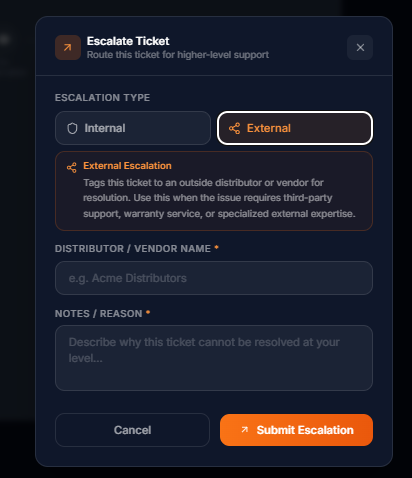 Escalate Ticket
Route this ticket for higher-level support
ESCALATION TYPE
Internal
External
External Escalation
Tags this ticket to an outside distributor or vendor for
resolution. Use this when the issue requires third-party
support, warranty service, or specialized external expertise.
DISTRIBUTOR / VENDOR NAME *
e.g. Acme Distributors
NOTES / REASON *
Describe why this ticket cannot be resolved at your
level...
Cancel
Submit Escalation